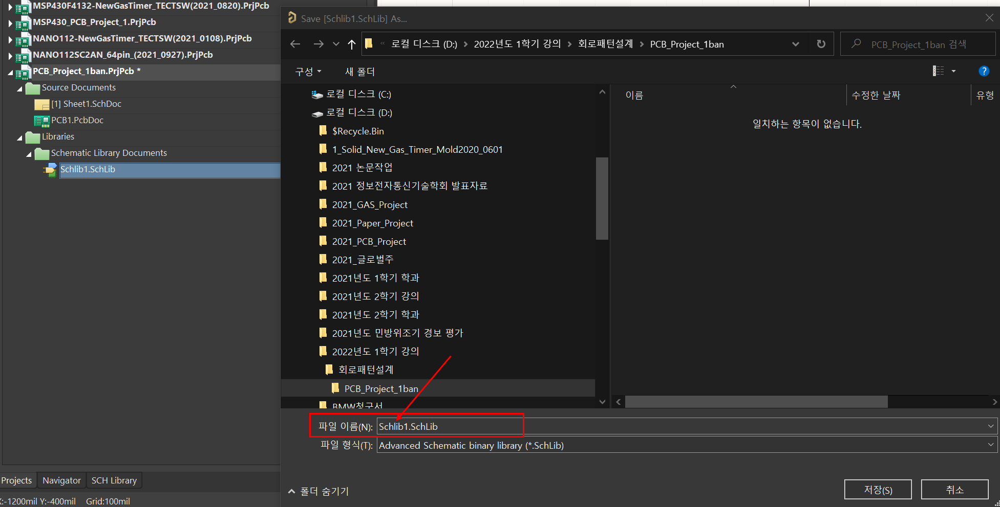 MSP430F4132-NewGasTimer_TECTSW(2021_0820).PrjPcb
MSP430_PCB_Project_1.PrjPcb
NANO112-NewGasTimer_TECTSW(2021_0108).PrjPcb
NANO112SC2AN_64pin_(2021_0927).PrjPcb
PCB_Project_1ban.PrjPcb *
Source Documents
[1] Sheet1.SchDoc
PCB1.PcbDoc
Libraries
Schematic Library Documents
Schlib1.SchLib
Projects Navigator SCH Library
X:-1200mil Y:-400mil Grid:100mil
Save [Schlib1.SchLib] As...
« 로컬 디스크 (D:) > 2022년도 1학기 강의 > 회로패턴설계 > PCB_Project_1ban
PCB_Project_1ban 검색
구성 새 폴더
로컬 디스크 (C:)
로컬 디스크 (D:)
$Recycle.Bin
1_Solid_New_Gas_Timer_Mold2020_0601
2021 논문작업
2021 정보전자통신기술학회 발표자료
2021_GAS_Project
2021_Paper_Project
2021_PCB_Project
2021_글로벌주
2021년도 1학기 학과
2021년도 2학기 강의
2021년도 2학기 학과
2021년도 민방위조기 경보 평가
2022년도 1학기 강의
회로패턴설계
PCB_Project_1ban
BMW청구서
이름 수정한 날짜 유형
일치하는 항목이 없습니다.
파일 이름(N): Schlib1.SchLib
파일 형식(T): Advanced Schematic binary library (*.SchLib)
폴더 숨기기
저장(S) 취소